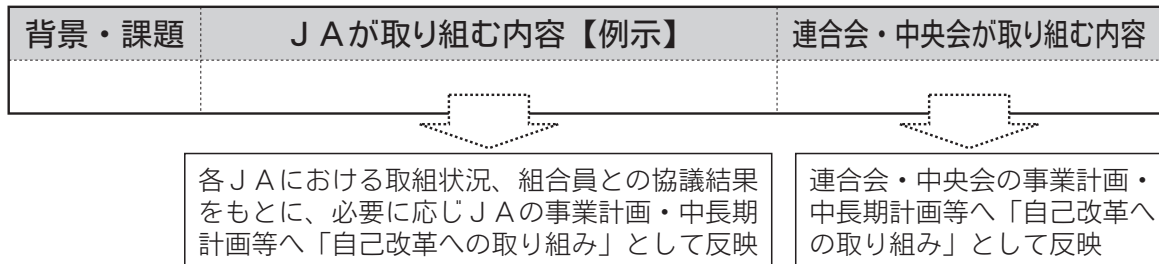 背景・課題
ＪＡが取り組む内容【例示】
連合会・中央会が取り組む内容
各ＪＡにおける取組状況、組合員との協議結果
をもとに、必要に応じＪＡの事業計画・中長期
計画等へ「自己改革への取り組み」として反映
連合会・中央会の事業計画・
中長期計画等へ「自己改革へ
の取り組み」として反映